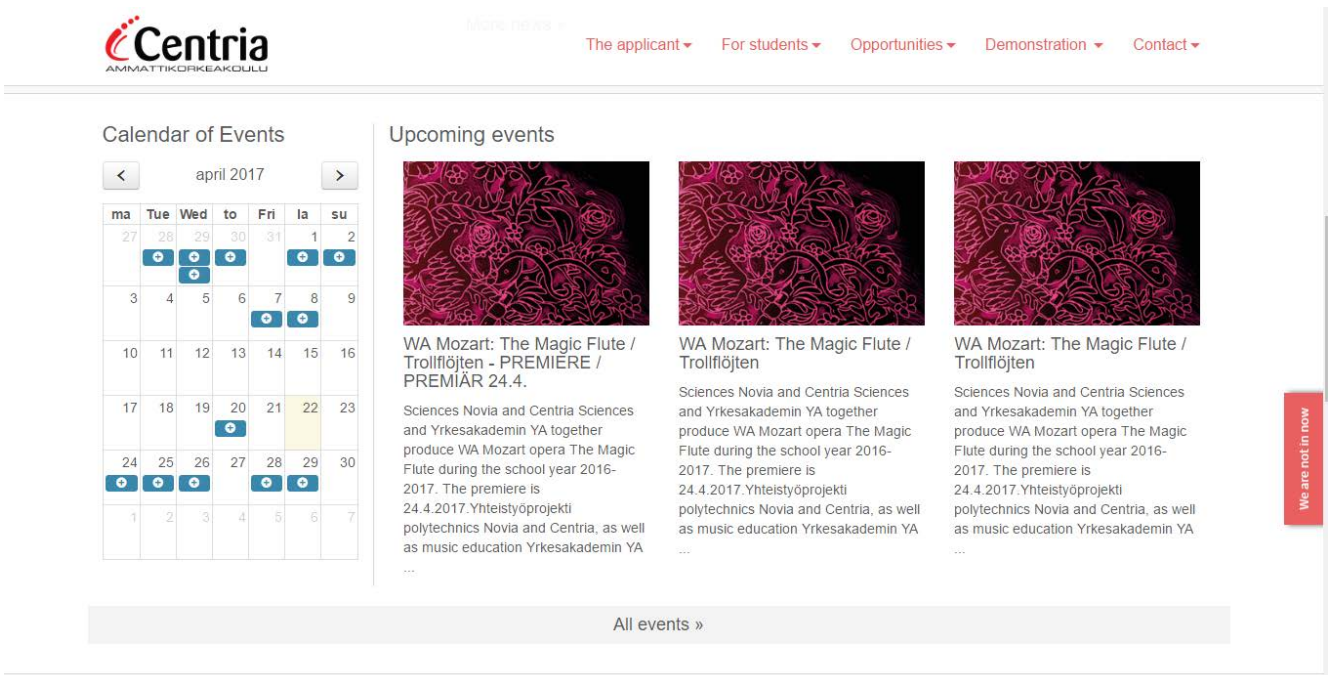 Centria
AMMATTIKORKEAKOULU
More news »
The applicant
For students
Opportunities
Demonstration
Contact
Calendar of Events
april 2017
ma Tue Wed to Fri la su
27 28 29 30 31 1 2
3 4 5 6 7 8 9
10 11 12 13 14 15 16
17 18 19 20 21 22 23
24 25 26 27 28 29 30
1 2 3 4 5 6 7
Upcoming events
WA Mozart: The Magic Flute /
Trollflöjten - PREMIERE /
PREMIÄR 24.4.
Sciences Novia and Centria Sciences
and Yrkesakademin YA together
produce WA Mozart opera The Magic
Flute during the school year 2016-
2017. The premiere is
24.4.2017.Yhteistyöprojekti
polytechnics Novia and Centria, as well
as music education Yrkesakademin YA
...
WA Mozart: The Magic Flute /
Trollflöjten
Sciences Novia and Centria Sciences
and Yrkesakademin YA together
produce WA Mozart opera The Magic
Flute during the school year 2016-
2017. The premiere is
24.4.2017.Yhteistyöprojekti
polytechnics Novia and Centria, as well
as music education Yrkesakademin YA
...
WA Mozart: The Magic Flute /
Trollflöjten
Sciences Novia and Centria Sciences
and Yrkesakademin YA together
produce WA Mozart opera The Magic
Flute during the school year 2016-
2017. The premiere is
24.4.2017.Yhteistyöprojekti
polytechnics Novia and Centria, as well
as music education Yrkesakademin YA
...
We are not in now
All events »